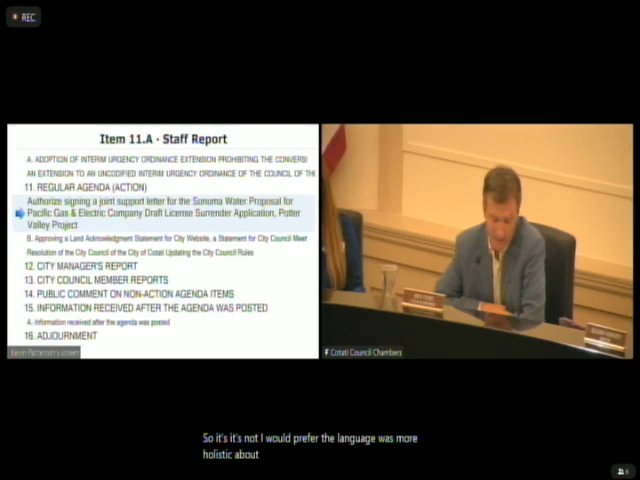 REC
Item 11.A - Staff Report
A. ADOPTION OF INTERIM URGENCY ORDINANCE EXTENSION PROHIBITING THE CONVERSI
AN EXTENSION TO AN UNCODIFIED INTERIM URGENCY ORDINANCE OF THE COUNCIL OF THE
11. REGULAR AGENDA (ACTION)
Authorize signing a joint support letter for the Sonoma Water Proposal for
Pacific Gas & Electric Company Draft License Surrender Application, Potter
Valley Project
B. Approving a Land Acknowledgment Statement for City Website, a Statement for City Council Meet
Resolution of the City Council of the City of Cotati Updating the City Council Rules
12. CITY MANAGER'S REPORT
13. CITY COUNCIL MEMBER REPORTS
14. PUBLIC COMMENT ON NON-ACTION AGENDA ITEMS
15. INFORMATION RECEIVED AFTER THE AGENDA WAS POSTED
A. Information received after the agenda was posted
16. ADJOURNMENT
Cotati Council Chambers
So it's it's not I would prefer the language was more
holistic about